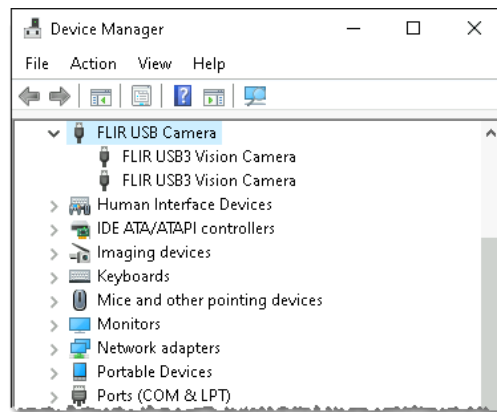 Device Manager
File Action View Help
FLIR USB Camera
FLIR USB3 Vision Camera
FLIR USB3 Vision Camera
Human Interface Devices
IDE ATA/ATAPI controllers
Imaging devices
Keyboards
Mice and other pointing devices
Monitors
Network adapters
Portable Devices
Ports (COM & LPT)